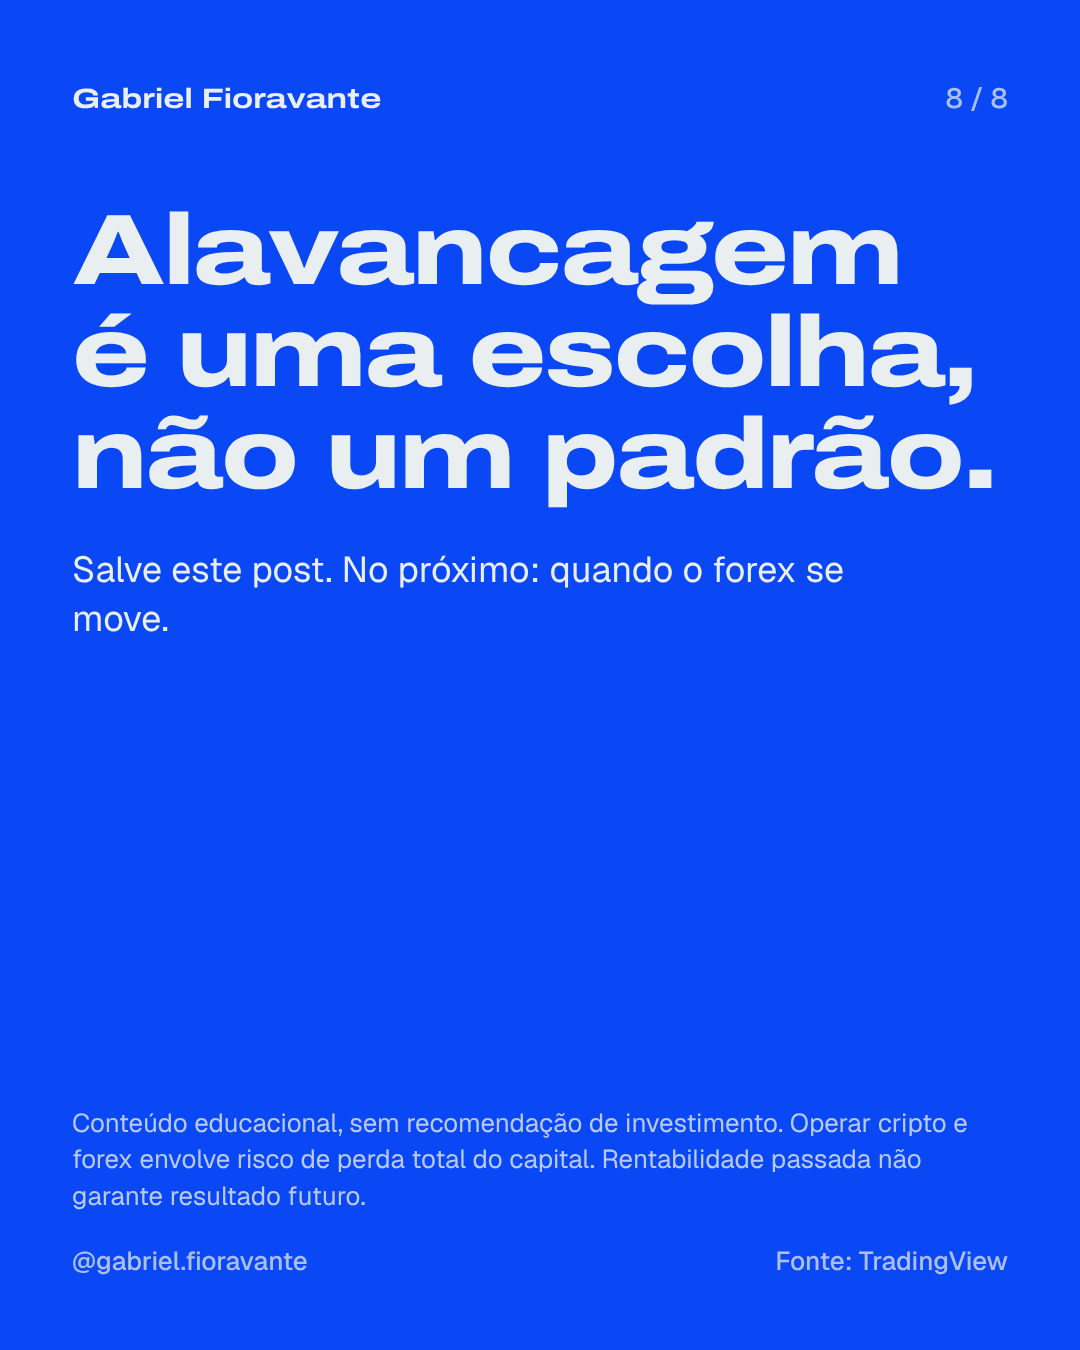 Gabriel Fioravante
8 / 8
Alavancagem
é uma escolha,
não um padrão.
Salve este post. No próximo: quando o forex se
move.
Conteúdo educacional, sem recomendação de investimento. Operar cripto e
forex envolve risco de perda total do capital. Rentabilidade passada não
garante resultado futuro.
@gabriel.fioravante
Fonte: TradingView